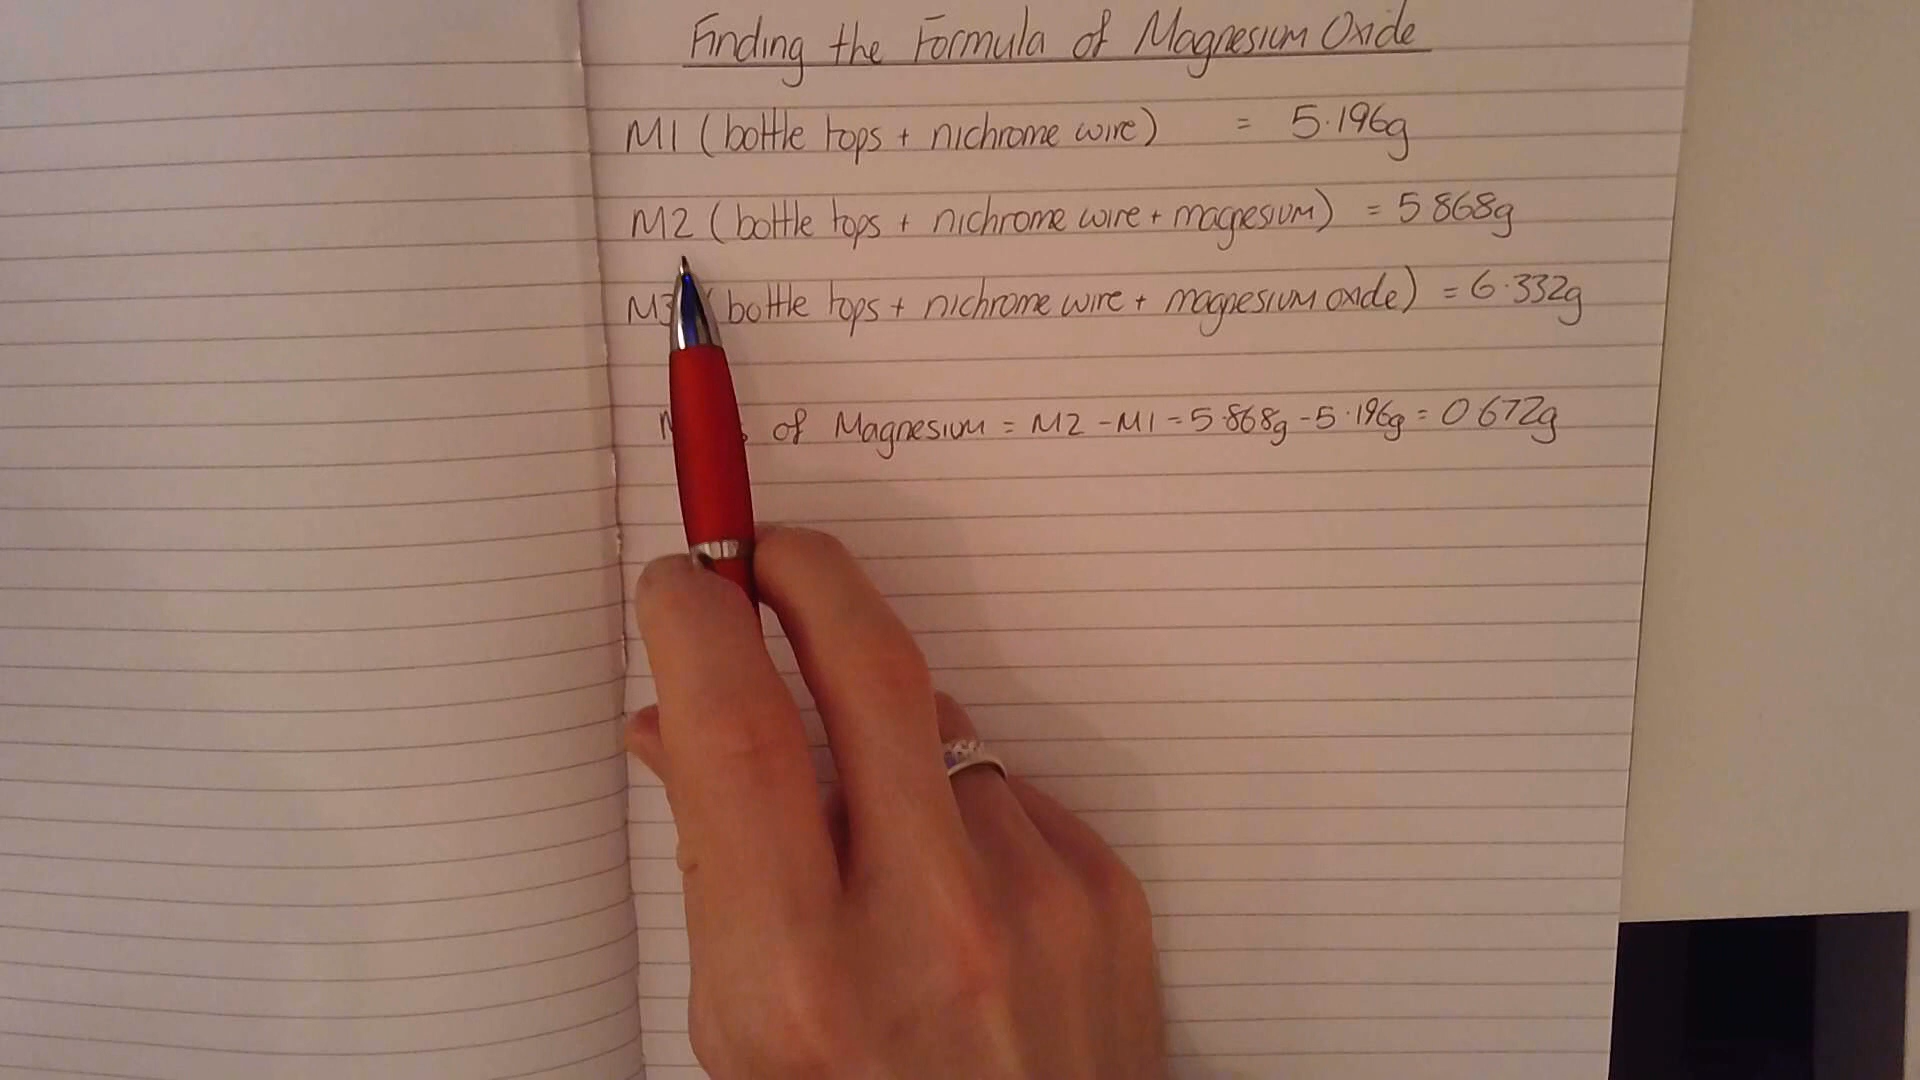 Finding the Formula of Magnesium Oxide
M1 (bottle tops + nichrome wire) = 5.196g
M2 (bottle tops + nichrome wire + magnesium) = 5.868g
M3 (bottle tops + nichrome wire + magnesium oxide) = 6.332g
of Magnesium = M2 - M1 = 5.868g - 5.196g = 0.672g